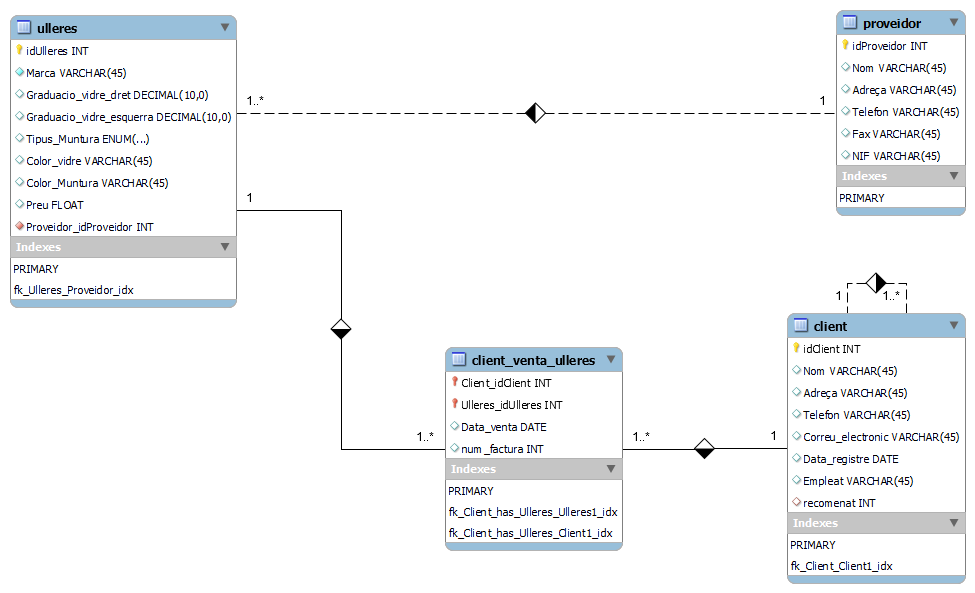 ulleres
idUlleres INT
Marca VARCHAR(45)
Graduacio_vidre_dret DECIMAL(10,0)
Graduacio_vidre_esquerra DECIMAL(10,0)
Tipus_Muntura ENUM(...)
Color_vidre VARCHAR(45)
Color_Muntura VARCHAR(45)
Preu FLOAT
Proveidor_idProveidor INT
Indexes
PRIMARY
fk_Ulleres_Proveidor_idx
1..*
1
proveidor
idProveidor INT
Nom VARCHAR(45)
Adreça VARCHAR(45)
Telefon VARCHAR(45)
Fax VARCHAR(45)
NIF VARCHAR(45)
Indexes
PRIMARY
1
1..*
client_venta_ulleres
Client_idClient INT
Ulleres_idUlleres INT
Data_venta DATE
num_factura INT
Indexes
PRIMARY
fk_Client_has_Ulleres_Ulleres1_idx
fk_Client_has_Ulleres_Client1_idx
1..*
1
1
1..*
client
idClient INT
Nom VARCHAR(45)
Adreça VARCHAR(45)
Telefon VARCHAR(45)
Correu_electronic VARCHAR(45)
Data_registre DATE
Empleat VARCHAR(45)
recomenat INT
Indexes
PRIMARY
fk_Client_Client1_idx